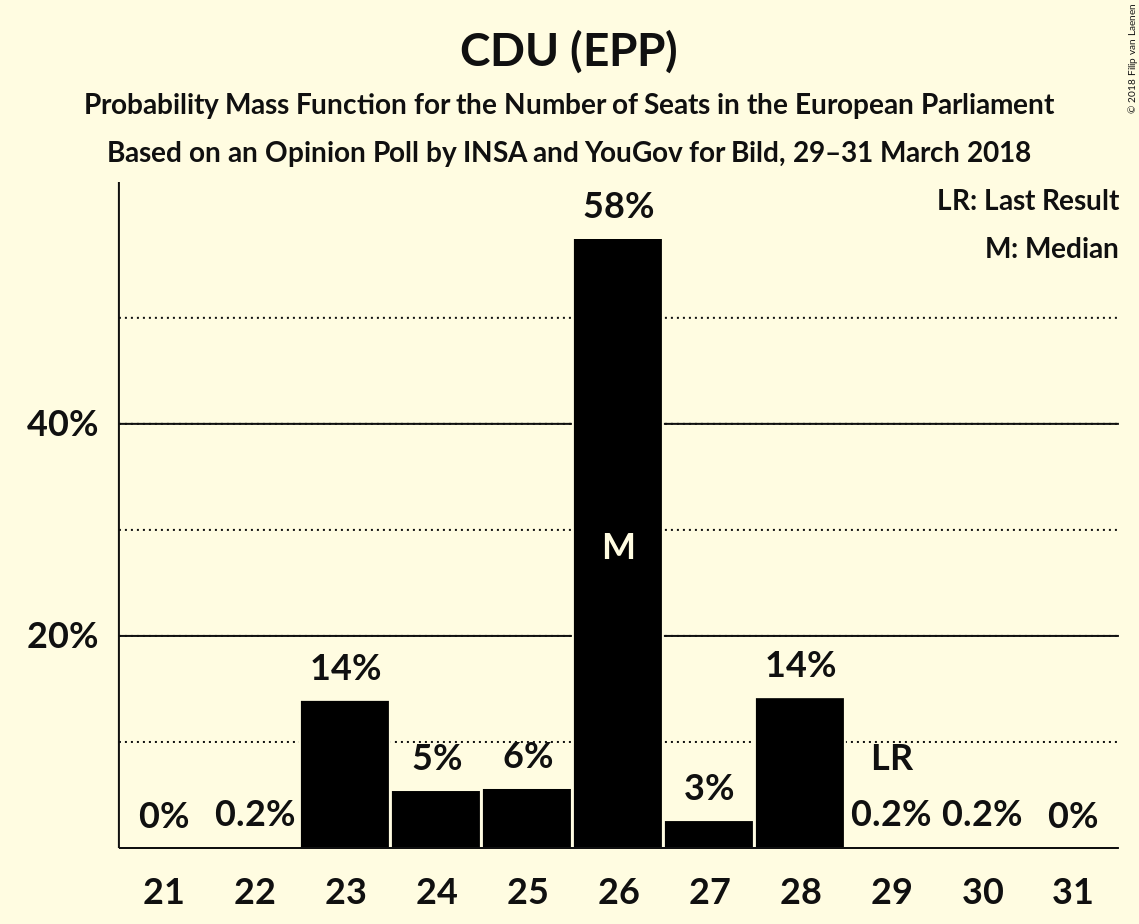 CDU (EPP)
Probability Mass Function for the Number of Seats in the European Parliament
Based on an Opinion Poll by INSA and YouGov for Bild, 29–31 March 2018
© 2018 Filip van Laenen
LR: Last Result
M: Median
58%
40%
M
20%
14%
14%
5%
6%
LR
3%
0%
0.2%
0.2%
0.2%
0%
21 22 23 24 25 26 27 28 29 30 31